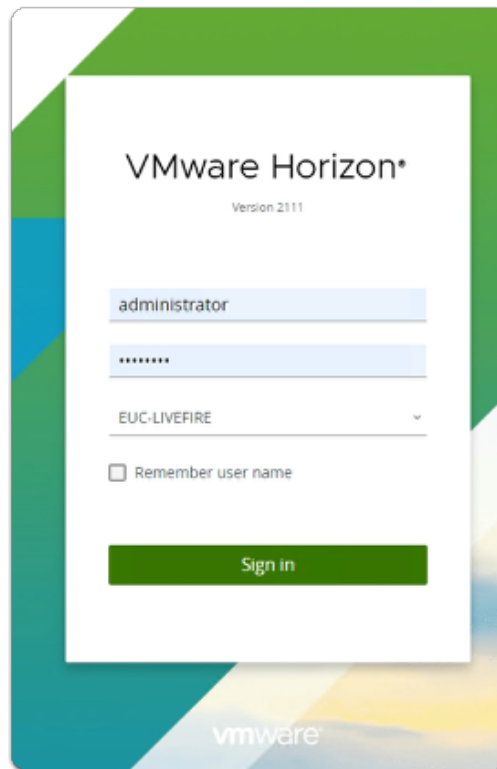 VMware Horizon®
Version 2111
administrator
••••••••
EUC-LIVEFIRE
Remember user name
Sign in
vmware®